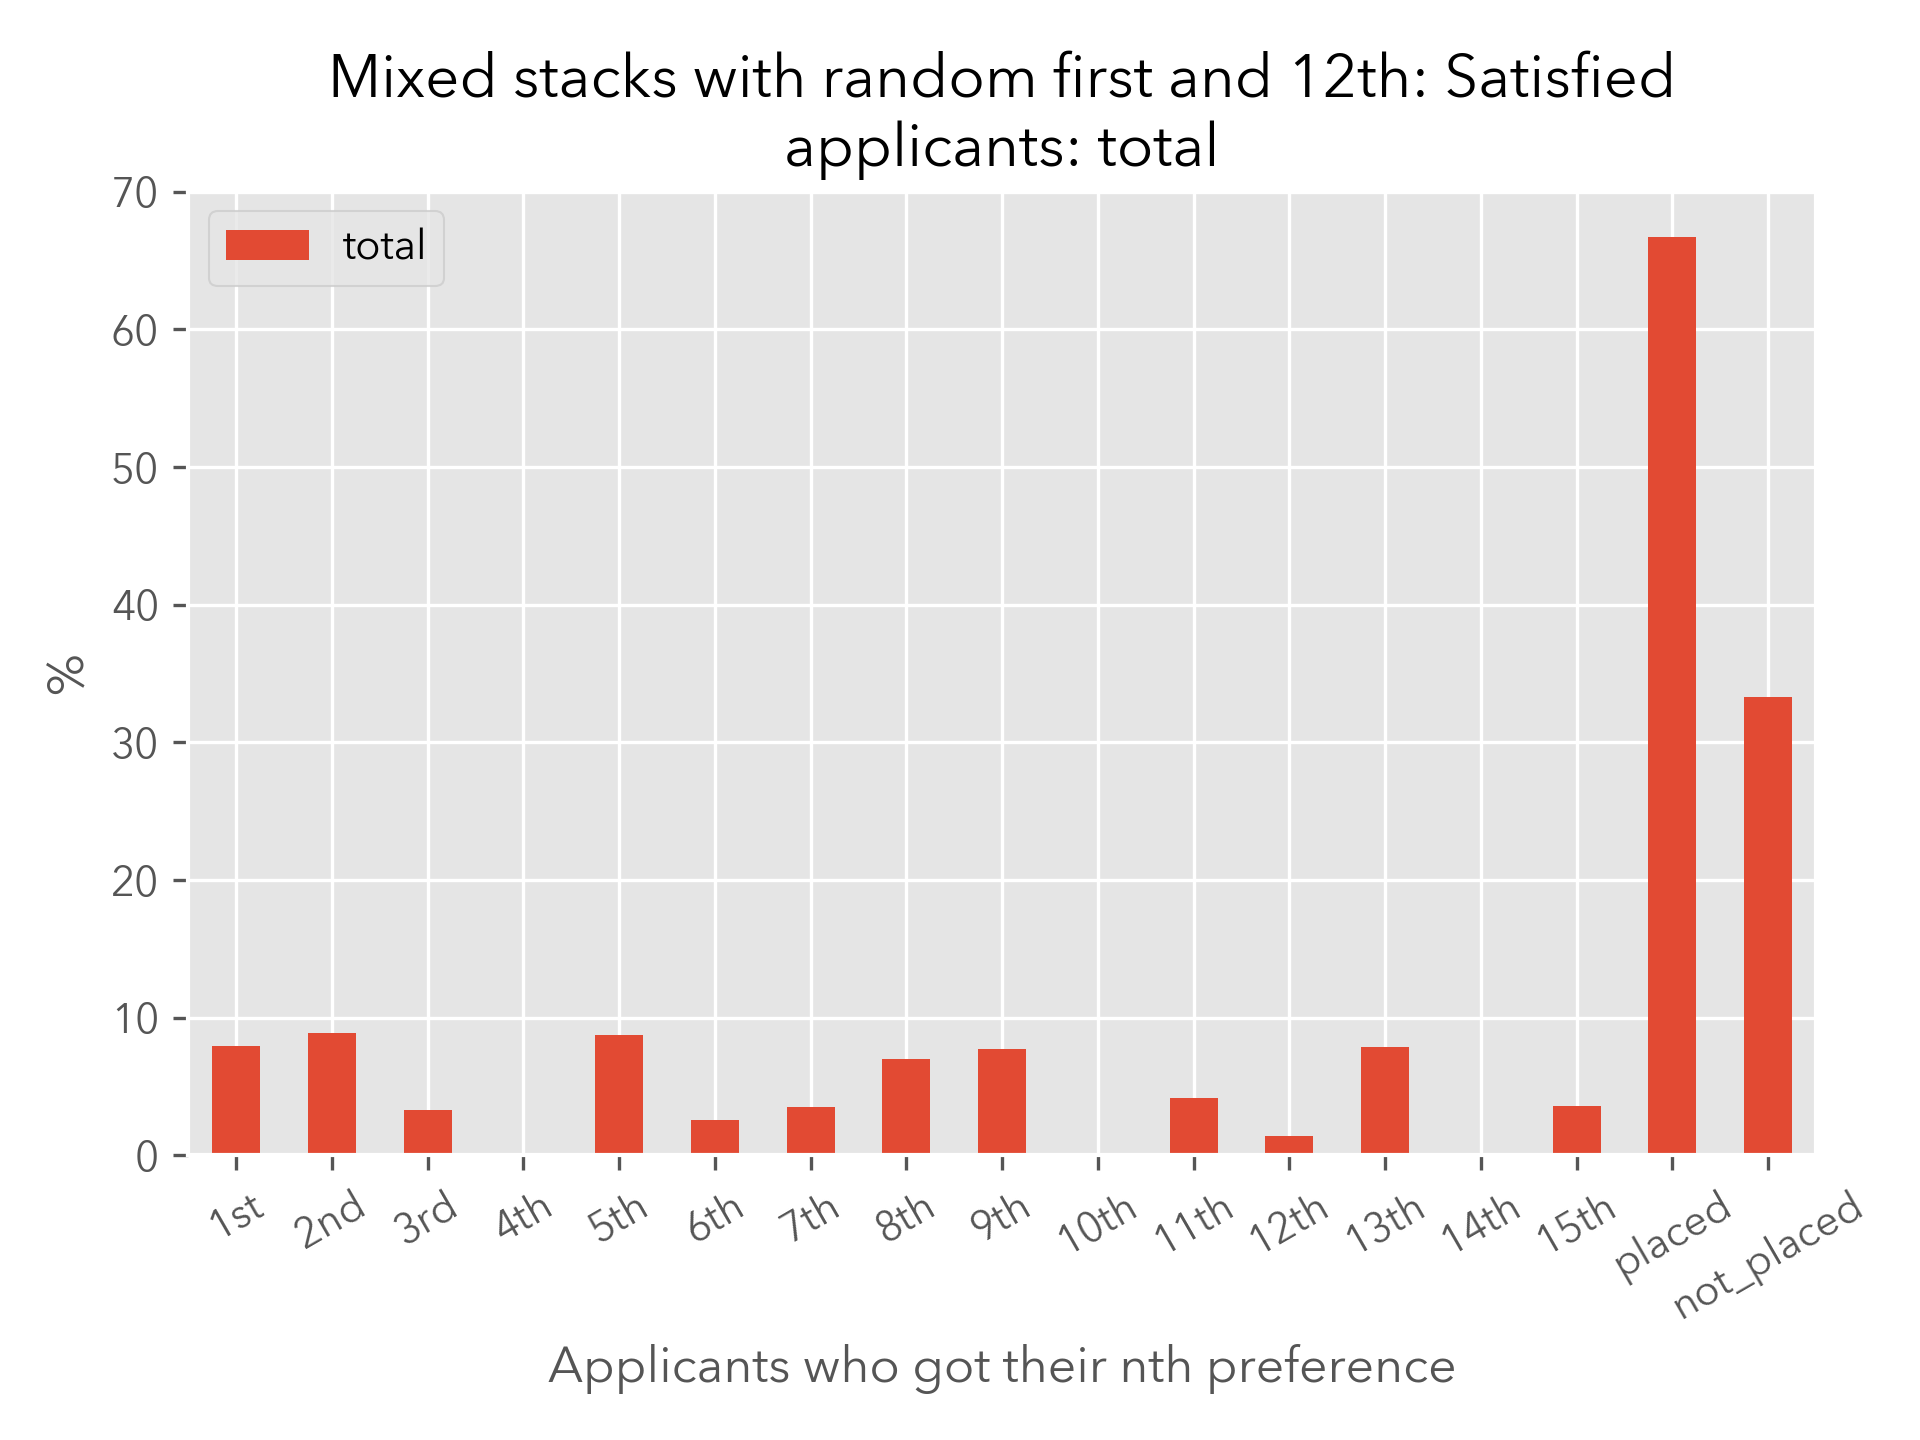 Mixed stacks with random first and 12th: Satisfied
applicants: total
total
70
60
50
40
30
20
10
0
%
1st
2nd
3rd
4th
5th
6th
7th
8th
9th
10th
11th
12th
13th
14th
15th
placed
not_placed
Applicants who got their nth preference